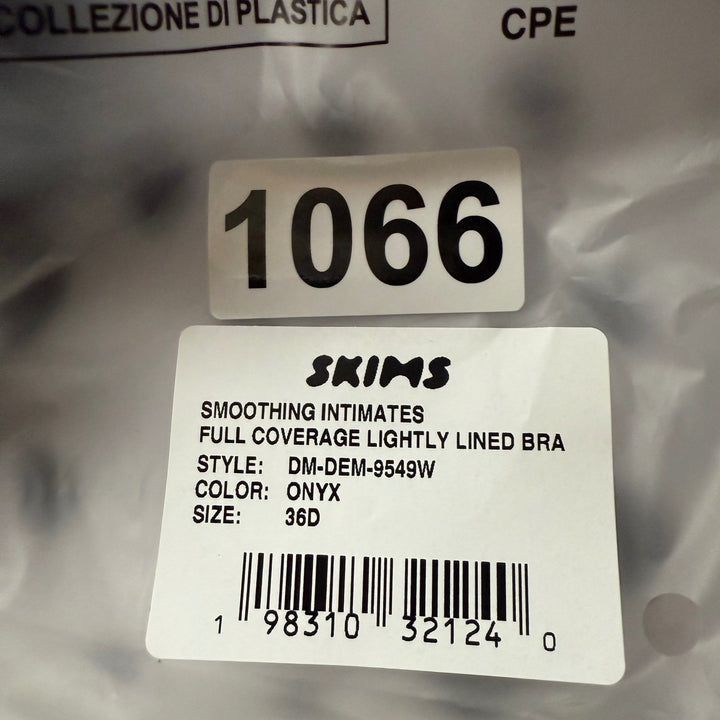 COLLEZIONE DI PLASTICA
CPE
1066
SKIMS
SMOOTHING INTIMATES
FULL COVERAGE LIGHTLY LINED BRA
STYLE: DM-DEM-9549W
COLOR: ONYX
SIZE: 36D
1 98310 32124 0